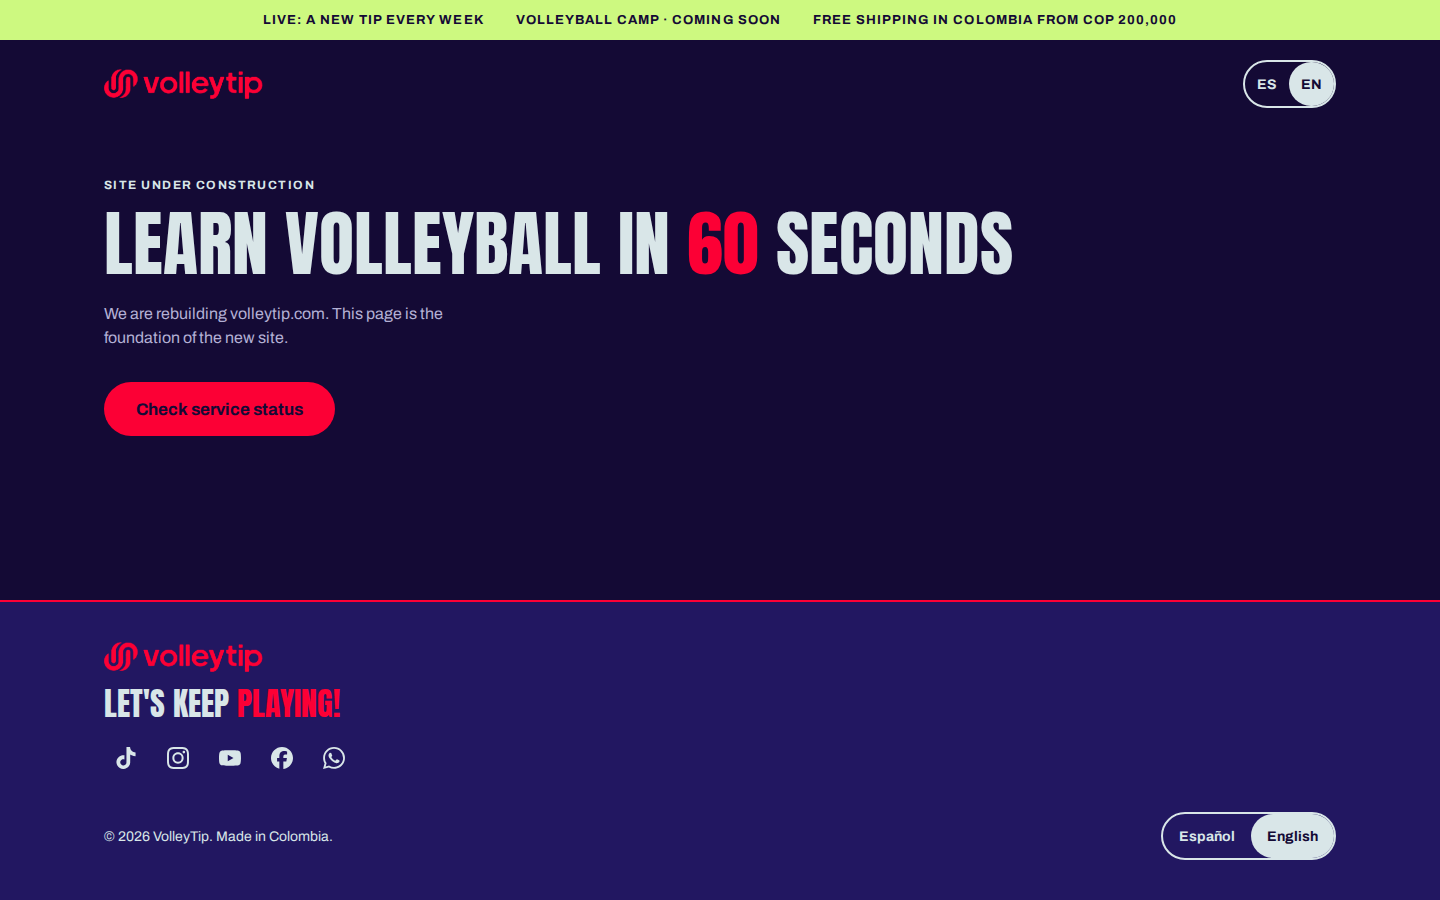 LIVE: A NEW TIP EVERY WEEK VOLLEYBALL CAMP · COMING SOON FREE SHIPPING IN COLOMBIA FROM COP 200,000
volleytip
ES EN
SITE UNDER CONSTRUCTION
LEARN VOLLEYBALL IN 60 SECONDS
We are rebuilding volleytip.com. This page is the
foundation of the new site.
Check service status
volleytip
LET'S KEEP PLAYING!
© 2026 VolleyTip. Made in Colombia.
Español English